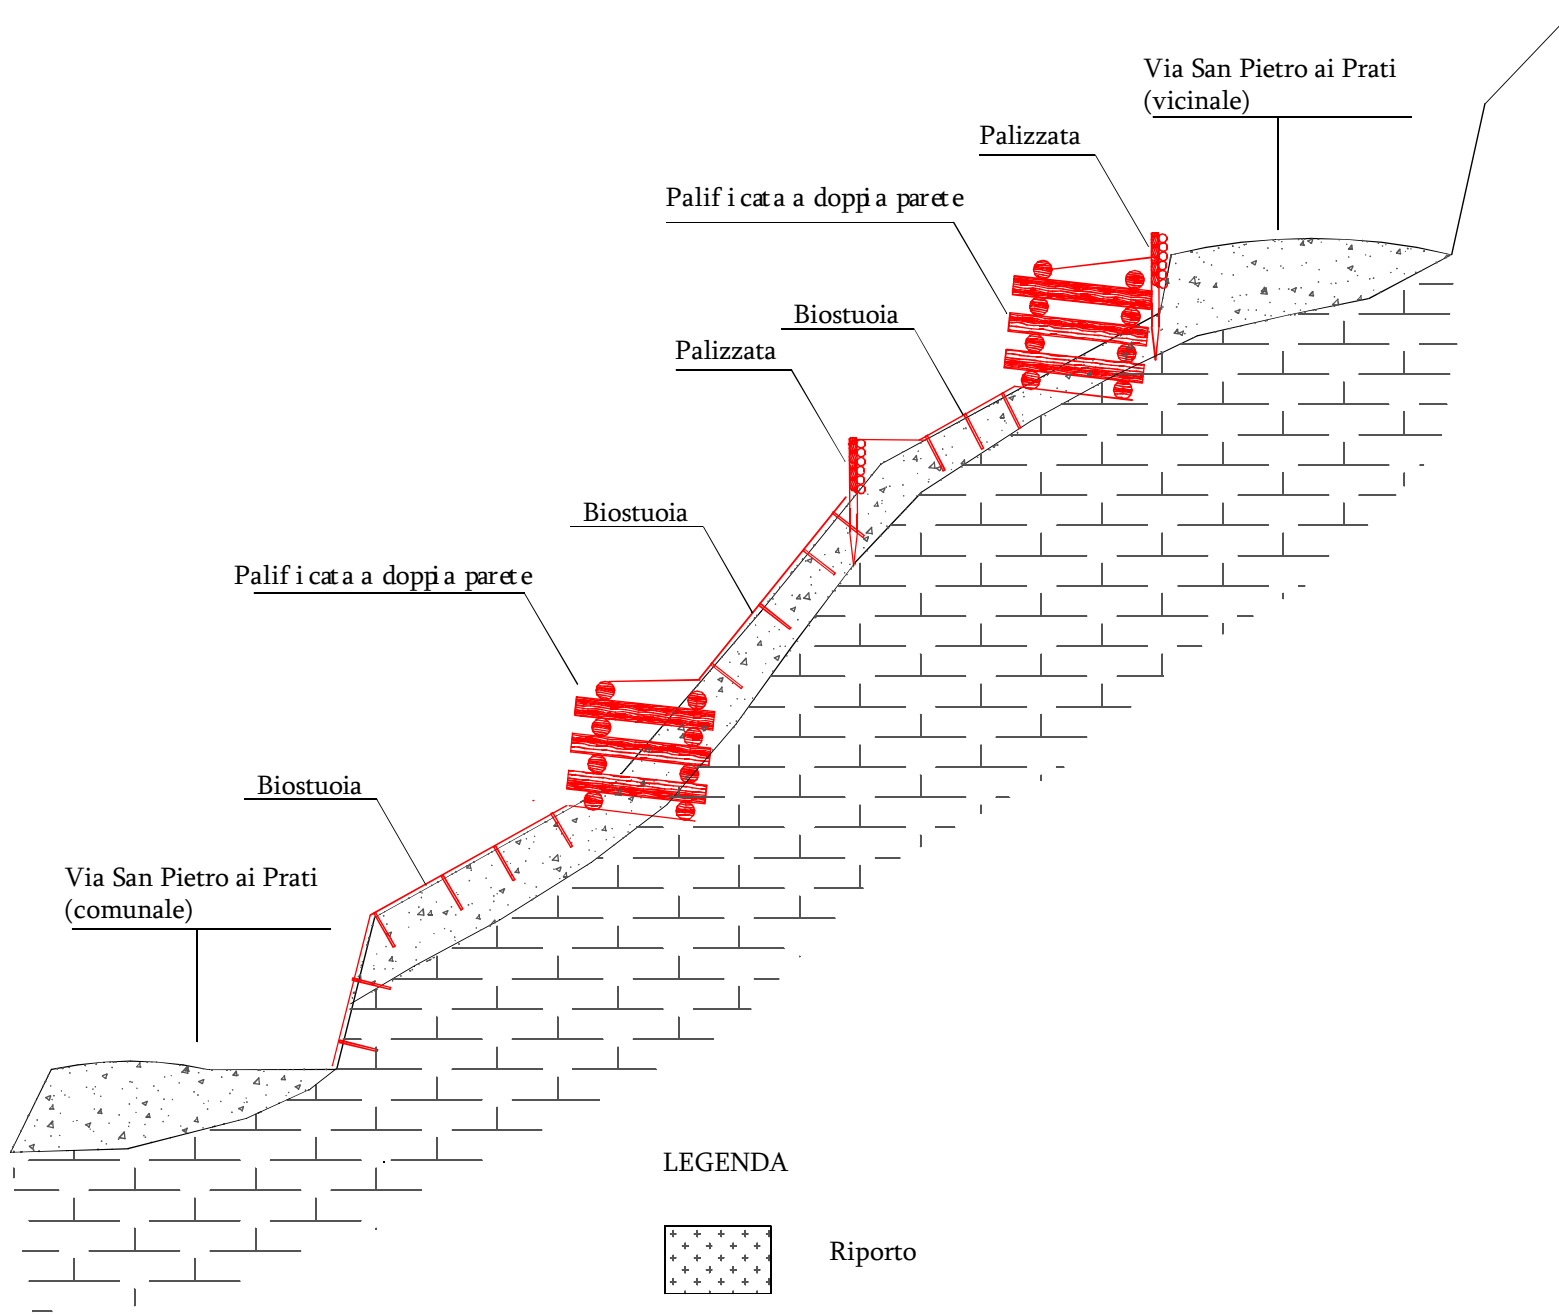 Via San Pietro ai Prati
(vicinale)
Palizzata
Palificata a doppia parete
Biostuoia
Palizzata
Biostuoia
Palificata a doppia parete
Biostuoia
Via San Pietro ai Prati
(comunale)
LEGENDA
Riporto